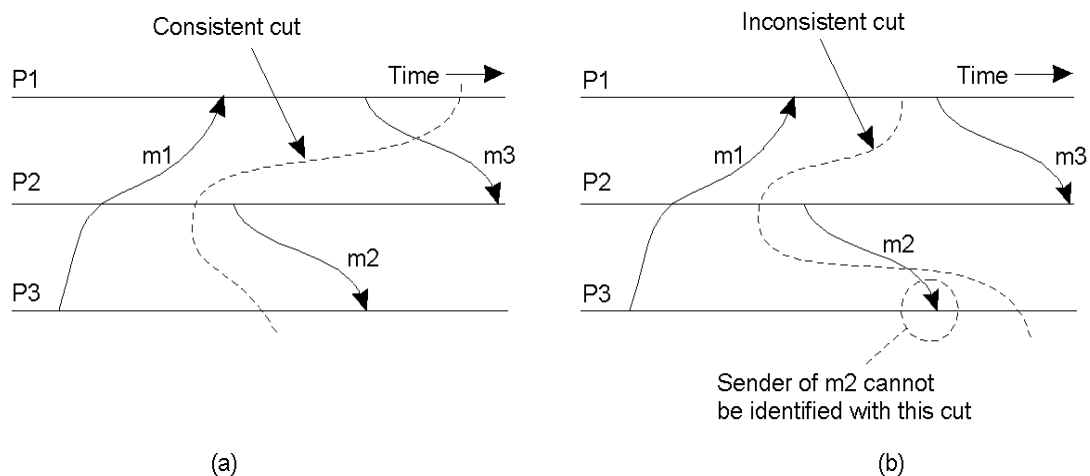 Consistent cut
Time
P1
m1
m3
P2
m2
P3
(a)
Inconsistent cut
Time
P1
m1
m3
P2
m2
P3
Sender of m2 cannot
be identified with this cut
(b)